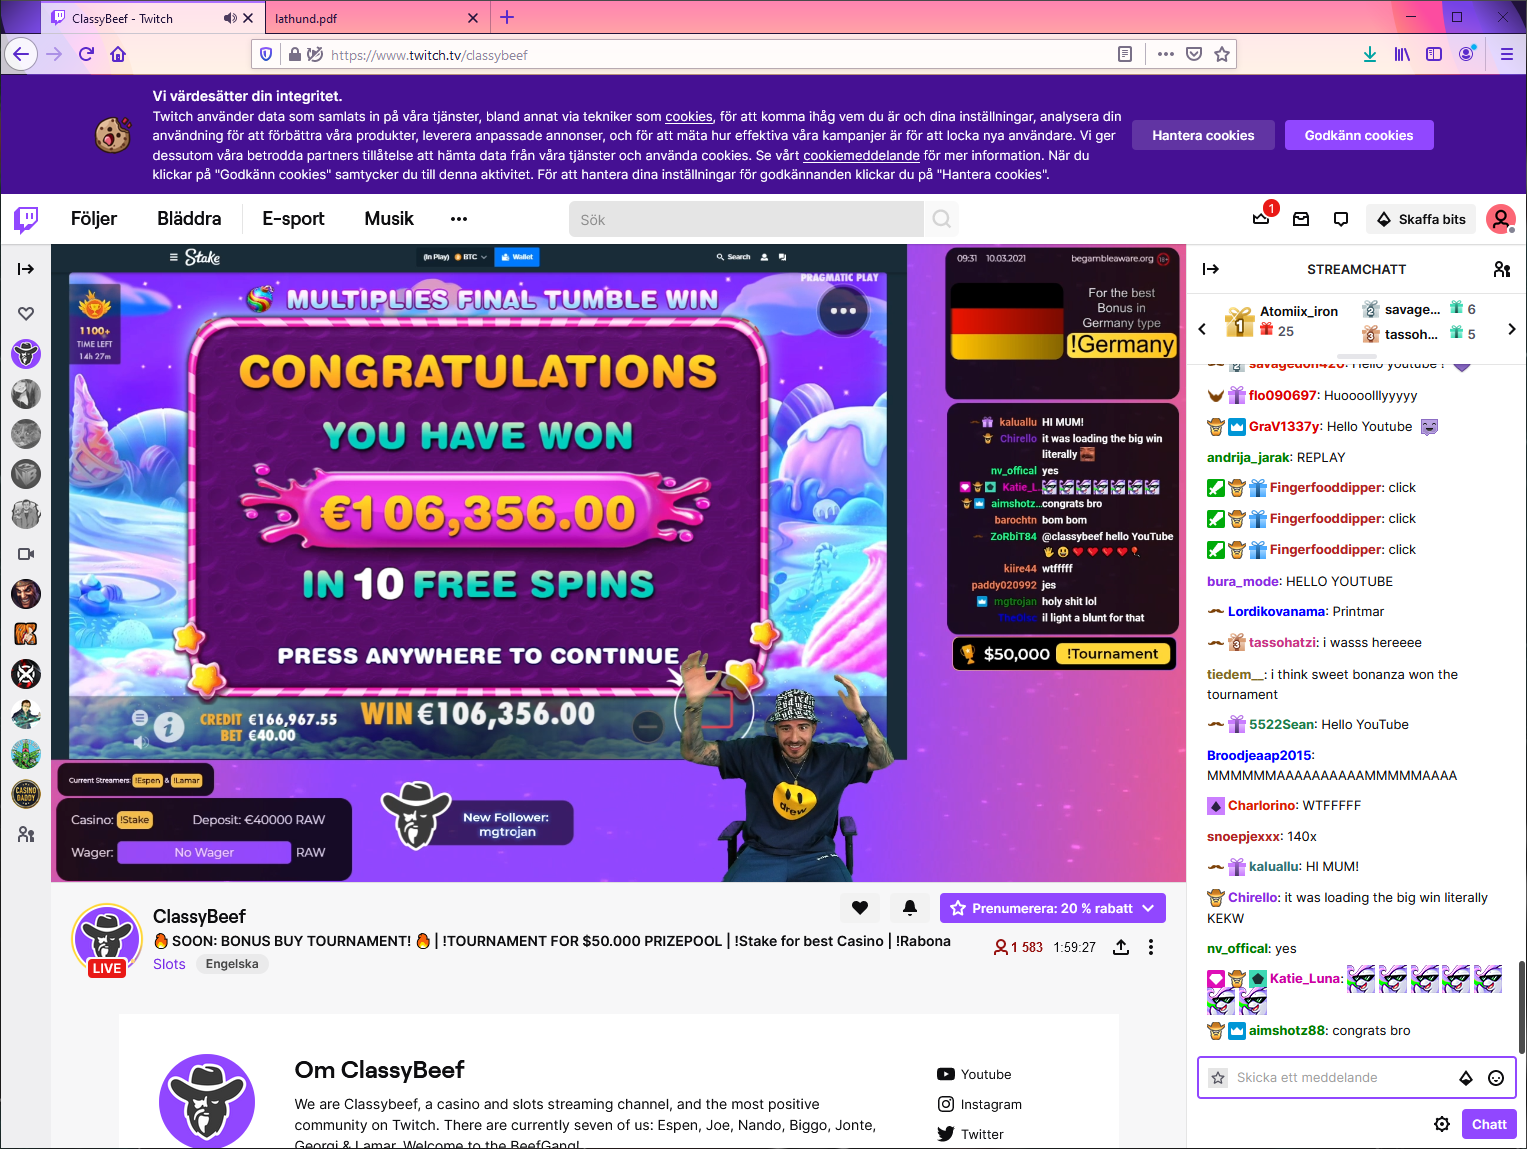 ClassyBeef - Twitch
lathund.pdf
https://www.twitch.tv/classybeef
Vi värdesätter din integritet.
Twitch använder data som samlats in på våra tjänster, bland annat via tekniker som cookies, för att komma ihåg vem du är och dina inställningar, analysera din
användning för att förbättra våra produkter, leverera anpassade annonser, och för att mäta hur effektiva våra kampanjer är för att locka nya användare. Vi ger
dessutom våra betrodda partners tillåtelse att hämta data från våra tjänster och använda cookies. Se vårt cookiemeddelande för mer information. När du
klickar på "Godkänn cookies" samtycker du till denna aktivitet. För att hantera dina inställningar för godkännanden klickar du på "Hantera cookies".
Hantera cookies
Godkänn cookies
Följer
Bläddra
E-sport
Musik
Sök
1
Skaffa bits
Stake
(In Play) BTC
Wallet
Search
PRAGMATIC PLAY
1100+
TIME LEFT
14h 27m
MULTIPLIES FINAL TUMBLE WIN
CONGRATULATIONS
YOU HAVE WON
€106,356.00
IN 10 FREE SPINS
PRESS ANYWHERE TO CONTINUE
CREDIT €166,967.55
BET €40.00
WIN €106,356.00
09:31 10.03.2021 begambleaware.org 18+
For the best
Bonus in
Germany type
!Germany
kaluallu HI MUM!
Chirello it was loading the big win
literally
nv_offical yes
Katie_L...
aimshotz... congrats bro
barochtn bom bom
ZoRbiT84 @classybeef hello YouTube
kiire44 wtfffff
paddy020992 jes
mgtrojan holy shit lol
il light a blunt for that
$50,000 !Tournament
Current Streamers: !Espen & !Lamar
Casino: !Stake Deposit: €40000 RAW
Wager: No Wager RAW
New Follower:
mgtrojan
drew
CASINO
DADDY
LIVE
ClassyBeef
SOON: BONUS BUY TOURNAMENT! | !TOURNAMENT FOR $50.000 PRIZEPOOL | !Stake for best Casino | !Rabona
Slots
Engelska
Prenumerera: 20 % rabatt
1 583
1:59:27
Om ClassyBeef
We are Classybeef, a casino and slots streaming channel, and the most positive
community on Twitch. There are currently seven of us: Espen, Joe, Nando, Biggo, Jonte,
Georgi & Lamar. Welcome to the BeefGang!
Youtube
Instagram
Twitter
STREAMCHATT
1 Atomiix_iron
25
2 savage... 6
3 tassoh... 5
savagedon420: Hello youtube !
flo090697: Huoooolllyyyyy
GraV1337y: Hello Youtube
andrija_jarak: REPLAY
Fingerfooddipper: click
Fingerfooddipper: click
Fingerfooddipper: click
bura_mode: HELLO YOUTUBE
Lordikovanama: Printmar
tassohatzi: i wasss hereeee
tiedem__: i think sweet bonanza won the
tournament
5522Sean: Hello YouTube
Broodjeaap2015:
MMMMMMAAAAAAAAAAMMMMMAAAA
Charlorino: WTFFFFF
snoepjexxx: 140x
kaluallu: HI MUM!
Chirello: it was loading the big win literally
KEKW
nv_offical: yes
Katie_Luna:
aimshotz88: congrats bro
Skicka ett meddelande
Chatt